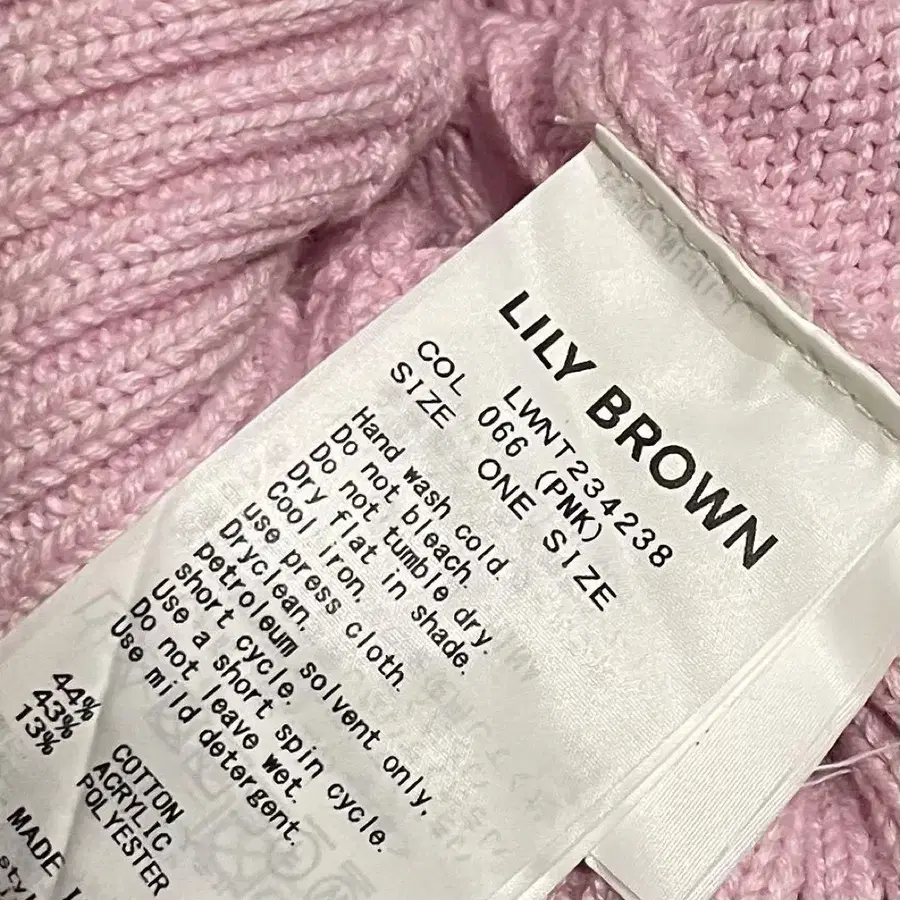 LILY BROWN
LWNT234238
COL 066 (PNK)
SIZE ONE SIZE
Hand wash cold.
Do not bleach.
Do not tumble dry.
Dry flat in shade.
Cool iron,
use press cloth.
Dryclean,
petroleum solvent only,
short cycle.
Use a short spin cycle.
Do not leave wet.
Use mild detergent.
44% COTTON
43% ACRYLIC
13% POLYESTER
MADE